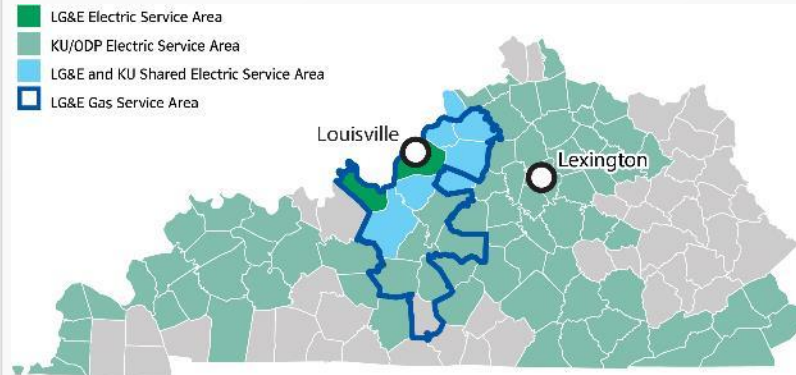 LG&E Electric Service Area
KU/ODP Electric Service Area
LG&E and KU Shared Electric Service Area
LG&E Gas Service Area
Louisville
Lexington